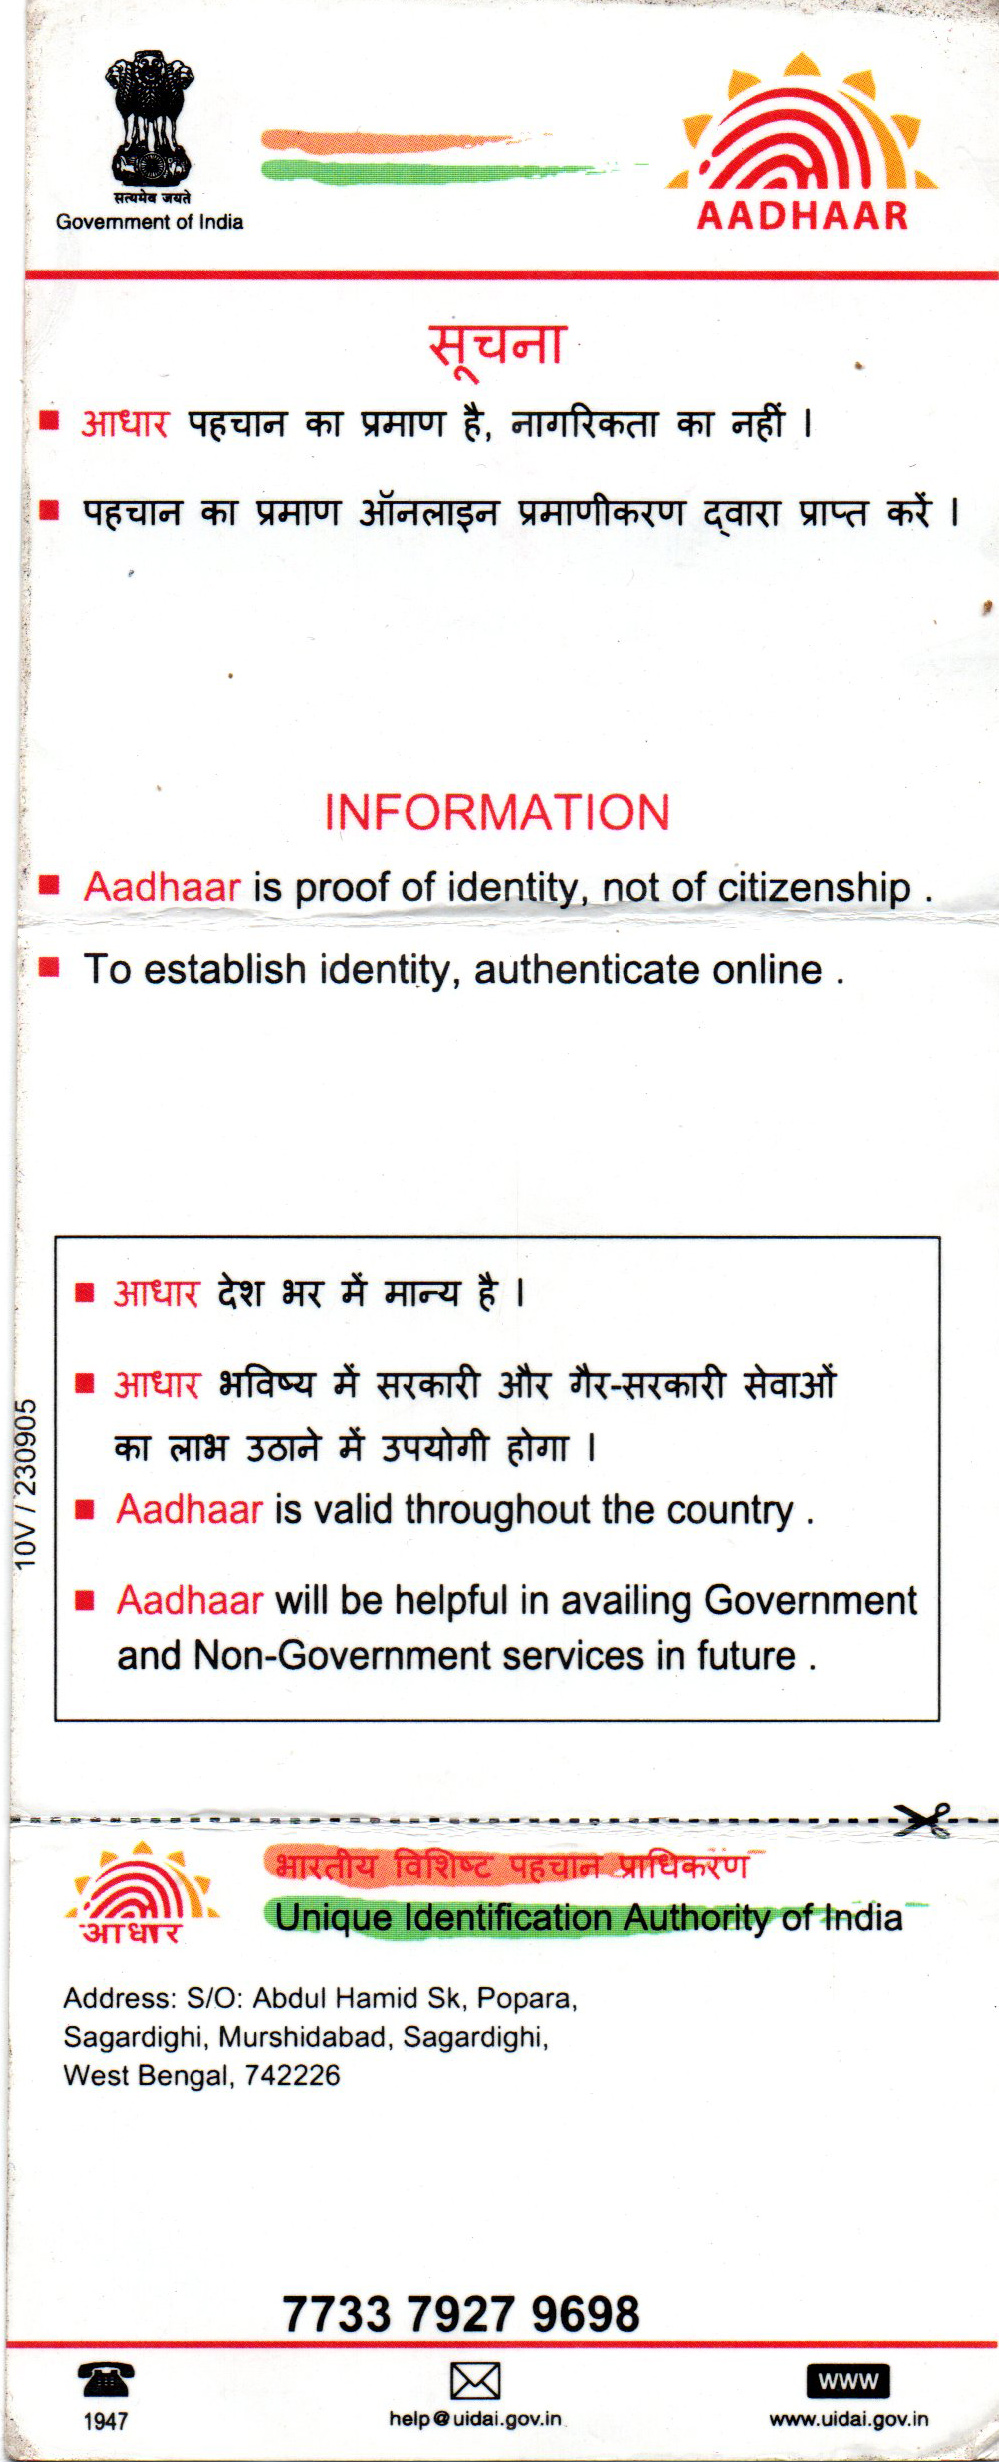 सत्यमेव जयते
Government of India
AADHAAR
सूचना
आधार पहचान का प्रमाण है, नागरिकता का नहीं ।
पहचान का प्रमाण ऑनलाइन प्रमाणीकरण द्वारा प्राप्त करें ।
INFORMATION
Aadhaar is proof of identity, not of citizenship .
To establish identity, authenticate online .
आधार देश भर में मान्य है ।
आधार भविष्य में सरकारी और गैर-सरकारी सेवाओं
का लाभ उठाने में उपयोगी होगा ।
Aadhaar is valid throughout the country .
Aadhaar will be helpful in availing Government
and Non-Government services in future .
10V / 230905
आधार
भारतीय विशिष्ट पहचान प्राधिकरण
Unique Identification Authority of India
Address: S/O: Abdul Hamid Sk, Popara,
Sagardighi, Murshidabad, Sagardighi,
West Bengal, 742226
7733 7927 9698
1947
help@uidai.gov.in
WWW
www.uidai.gov.in